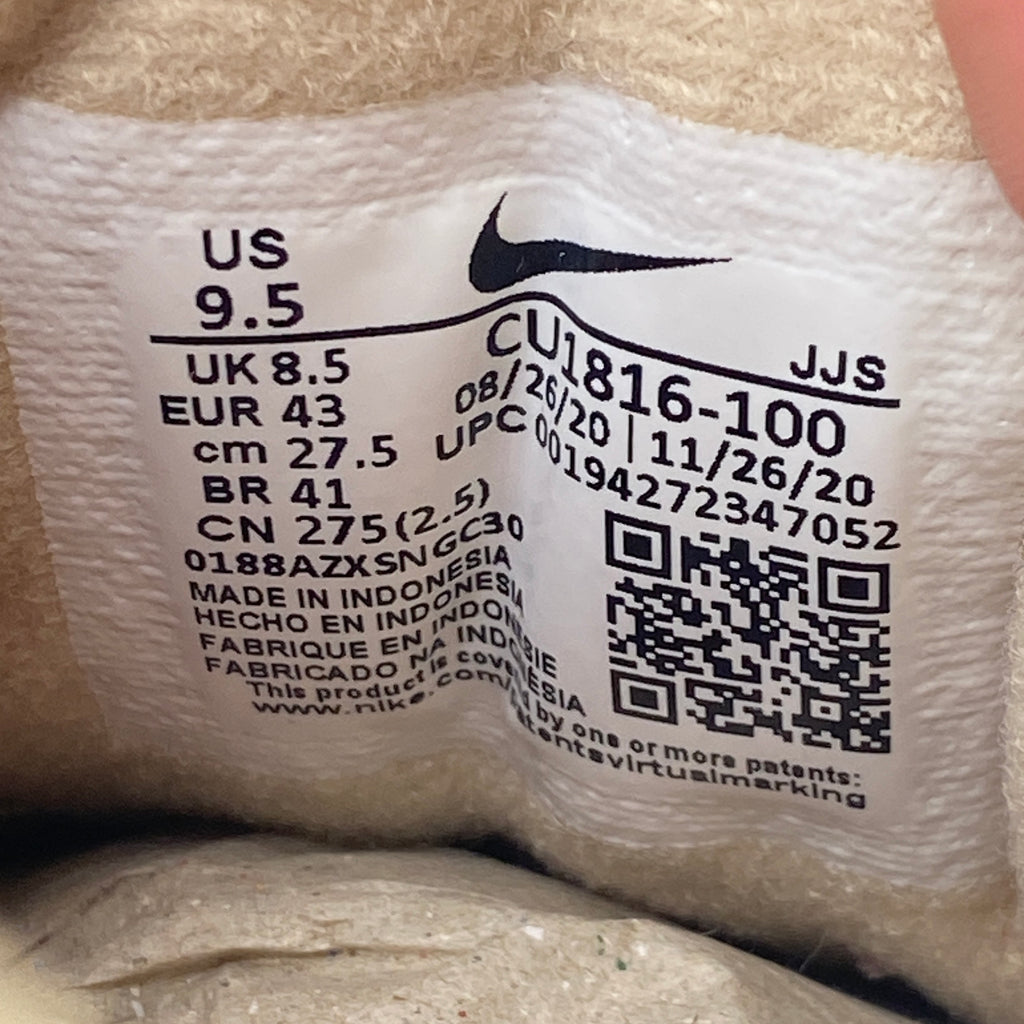 US
9.5
JJS
UK 8.5
EUR 43
cm 27.5
BR 41
CN 275(2.5)
CU1816-100
08/26/20 | 11/26/20
UPC 00194272347052
0188AZXSNGC30
MADE IN INDONESIA
HECHO EN INDONESIA
FABRIQUE EN INDONESIE
FABRICADO NA INDONESIA
This product is covered by one or more patents:
www.nike.com/patentsvirtualmarking